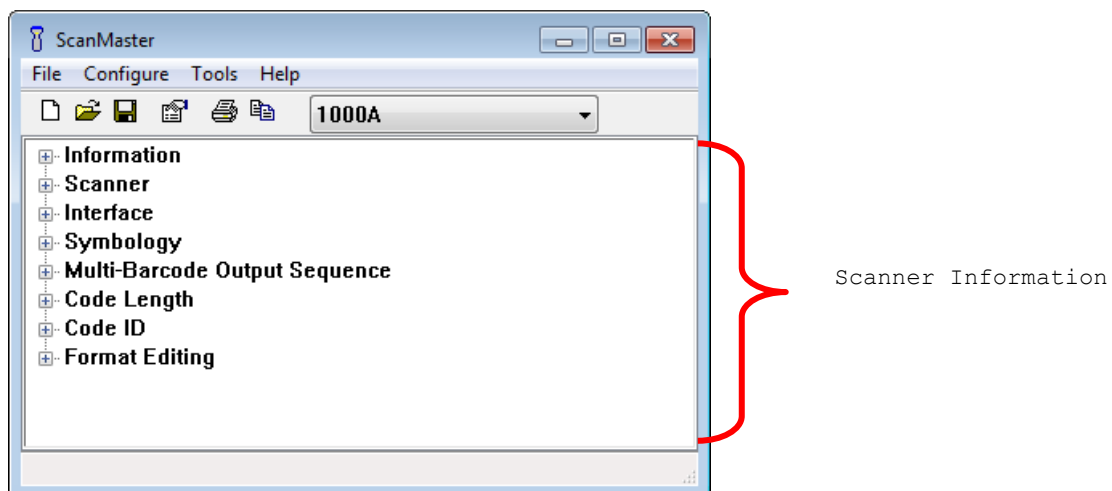 ScanMaster
File Configure Tools Help
1000A
Information
Scanner
Interface
Symbology
Multi-Barcode Output Sequence
Code Length
Code ID
Format Editing
Scanner Information